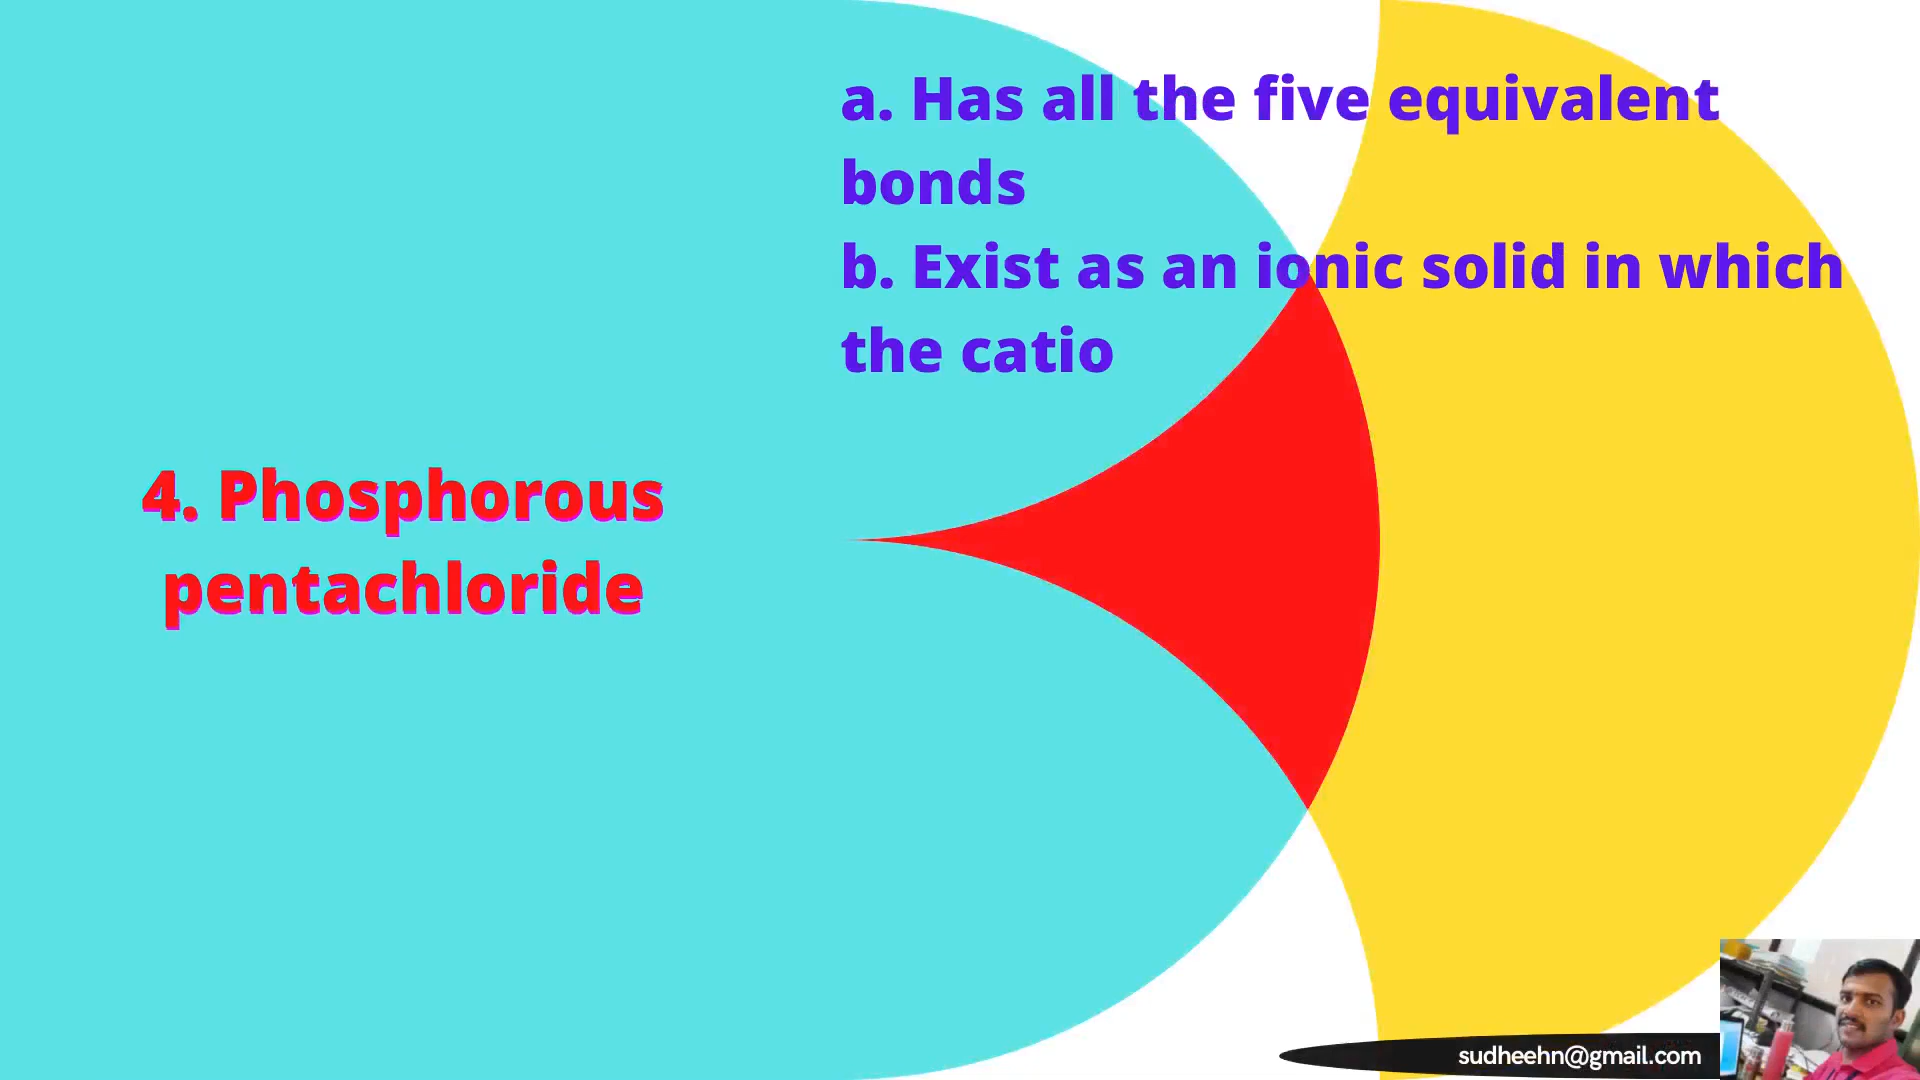 a. Has all the five equivalent
bonds
b. Exist as an ionic solid in which
the catio
4. Phosphorous
pentachloride
sudheehn@gmail.com